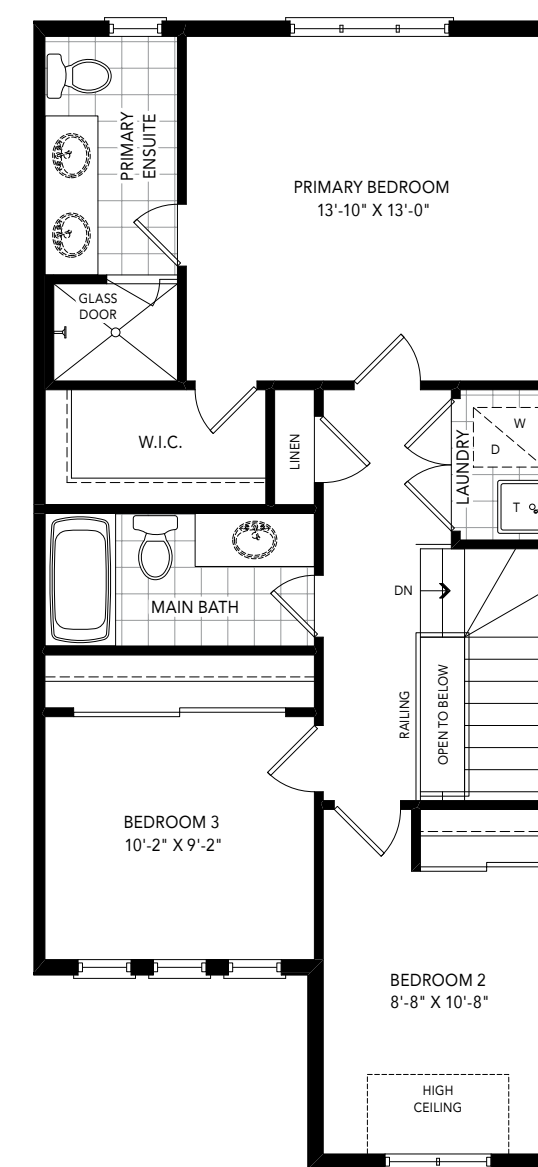 PRIMARY
ENSUITE
PRIMARY BEDROOM
13'-10" X 13'-0"
GLASS
DOOR
W.I.C.
LINEN
LAUNDRY
W
D
T
MAIN BATH
DN
RAILING
OPEN TO BELOW
BEDROOM 3
10'-2" X 9'-2"
BEDROOM 2
8'-8" X 10'-8"
HIGH
CEILING